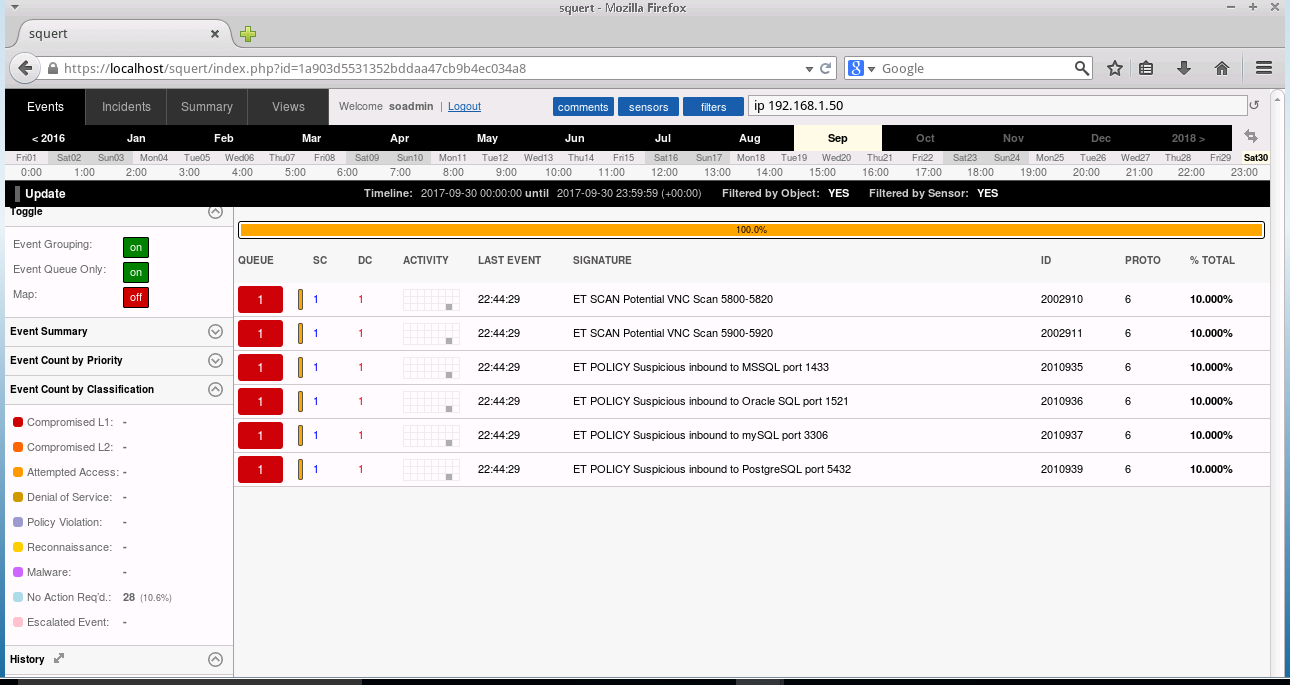 squert - Mozilla Firefox
squert
https://localhost/squert/index.php?id=1a903d5531352bddaa47cb9b4ec034a8
Google
Events Incidents Summary Views Welcome soadmin | Logout comments sensors filters ip 192.168.1.50
< 2016 Jan Feb Mar Apr May Jun Jul Aug Sep Oct Nov Dec 2018 >
Fri01 Sat02 Sun03 Mon04 Tue05 Wed06 Thu07 Fri08 Sat09 Sun10 Mon11 Tue12 Wed13 Thu14 Fri15 Sat16 Sun17 Mon18 Tue19 Wed20 Thu21 Fri22 Sat23 Sun24 Mon25 Tue26 Wed27 Thu28 Fri29 Sat30
0:00 1:00 2:00 3:00 4:00 5:00 6:00 7:00 8:00 9:00 10:00 11:00 12:00 13:00 14:00 15:00 16:00 17:00 18:00 19:00 20:00 21:00 22:00 23:00
Update Timeline: 2017-09-30 00:00:00 until 2017-09-30 23:59:59 (+00:00) Filtered by Object: YES Filtered by Sensor: YES
Toggle
Event Grouping: on
Event Queue Only: on
Map: off
Event Summary
Event Count by Priority
Event Count by Classification
Compromised L1: -
Compromised L2: -
Attempted Access: -
Denial of Service: -
Policy Violation: -
Reconnaissance: -
Malware: -
No Action Req'd.: 28 (10.6%)
Escalated Event: -
History
100.0%
QUEUE SC DC ACTIVITY LAST EVENT SIGNATURE ID PROTO % TOTAL
1 1 1 22:44:29 ET SCAN Potential VNC Scan 5800-5820 2002910 6 10.000%
1 1 1 22:44:29 ET SCAN Potential VNC Scan 5900-5920 2002911 6 10.000%
1 1 1 22:44:29 ET POLICY Suspicious inbound to MSSQL port 1433 2010935 6 10.000%
1 1 1 22:44:29 ET POLICY Suspicious inbound to Oracle SQL port 1521 2010936 6 10.000%
1 1 1 22:44:29 ET POLICY Suspicious inbound to mySQL port 3306 2010937 6 10.000%
1 1 1 22:44:29 ET POLICY Suspicious inbound to PostgreSQL port 5432 2010939 6 10.000%